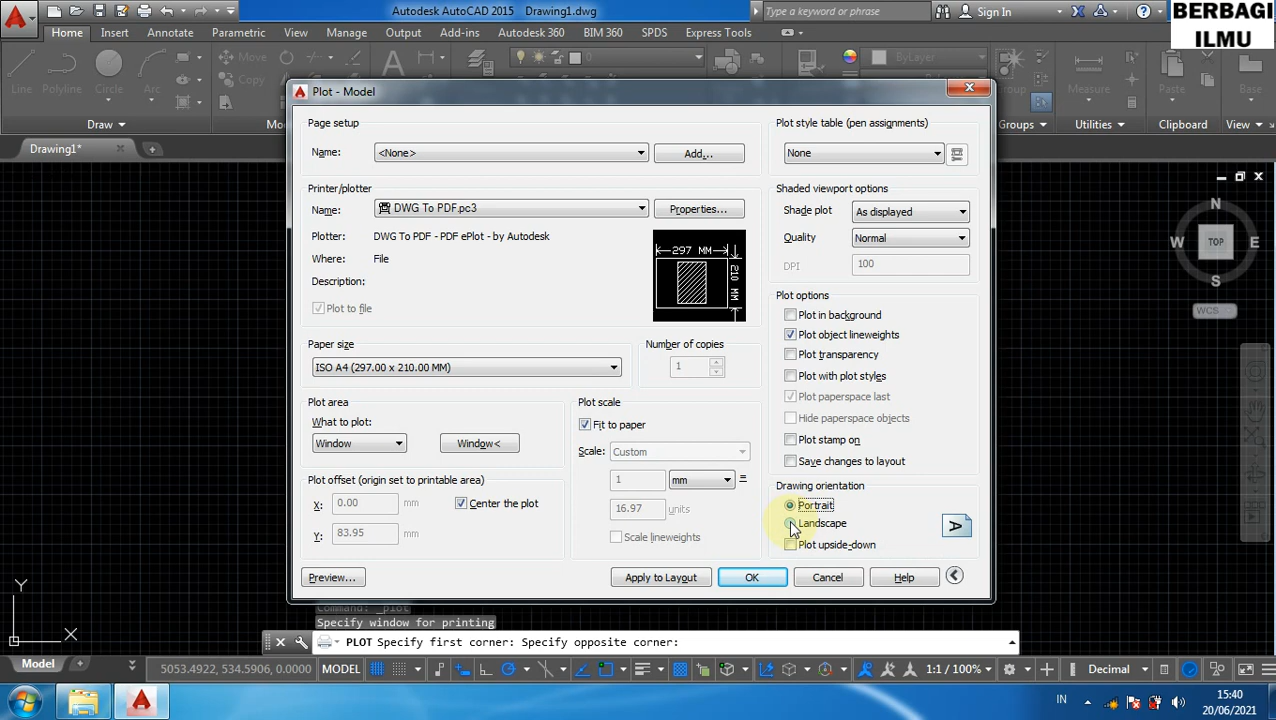 Autodesk AutoCAD 2015 Drawing1.dwg
Type a keyword or phrase
Sign In
BERBAGI
ILMU
Home Insert Annotate Parametric View Manage Output Add-ins Autodesk 360 BIM 360 SPDS Express Tools
Line Polyline Circle Arc
Move
Copy
0
ByLayer
Group
Paste
Base
Draw
Groups
Utilities
Clipboard
View
Drawing1*
Plot - Model
Page setup
Name: <None> Add...
Printer/plotter
Name: DWG To PDF.pc3 Properties...
Plotter: DWG To PDF - PDF ePlot - by Autodesk
Where: File
Description:
Plot to file
297 MM
210 MM
Paper size
ISO A4 (297.00 x 210.00 MM)
Number of copies
1
Plot area
What to plot:
Window Window<
Plot offset (origin set to printable area)
X: 0.00 mm Center the plot
Y: 83.95 mm
Plot scale
Fit to paper
Scale: Custom
1 mm =
16.97 units
Scale lineweights
Plot style table (pen assignments)
None
Shaded viewport options
Shade plot As displayed
Quality Normal
DPI 100
Plot options
Plot in background
Plot object lineweights
Plot transparency
Plot with plot styles
Plot paperspace last
Hide paperspace objects
Plot stamp on
Save changes to layout
Drawing orientation
Portrait
Landscape
Plot upside-down
A
Preview... Apply to Layout OK Cancel Help
N
W TOP E
S
WCS
Y
X
Command: _plot
Specify window for printing
PLOT Specify first corner: Specify opposite corner:
Model
5053.4922, 534.5906, 0.0000 MODEL 1:1 / 100% Decimal
IN
15:40
20/06/2021